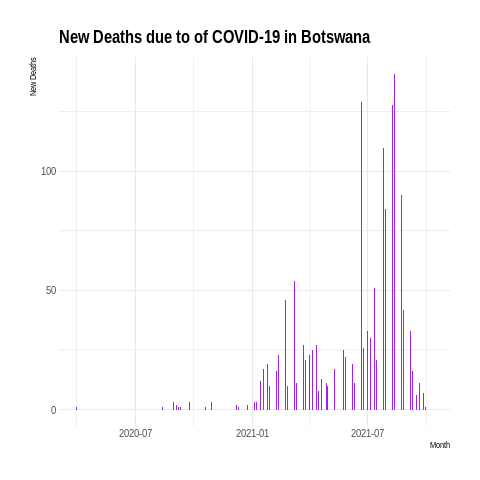 New Deaths due to of COVID-19 in Botswana
New Deaths
100
50
0
2020-07
2021-01
2021-07
Month